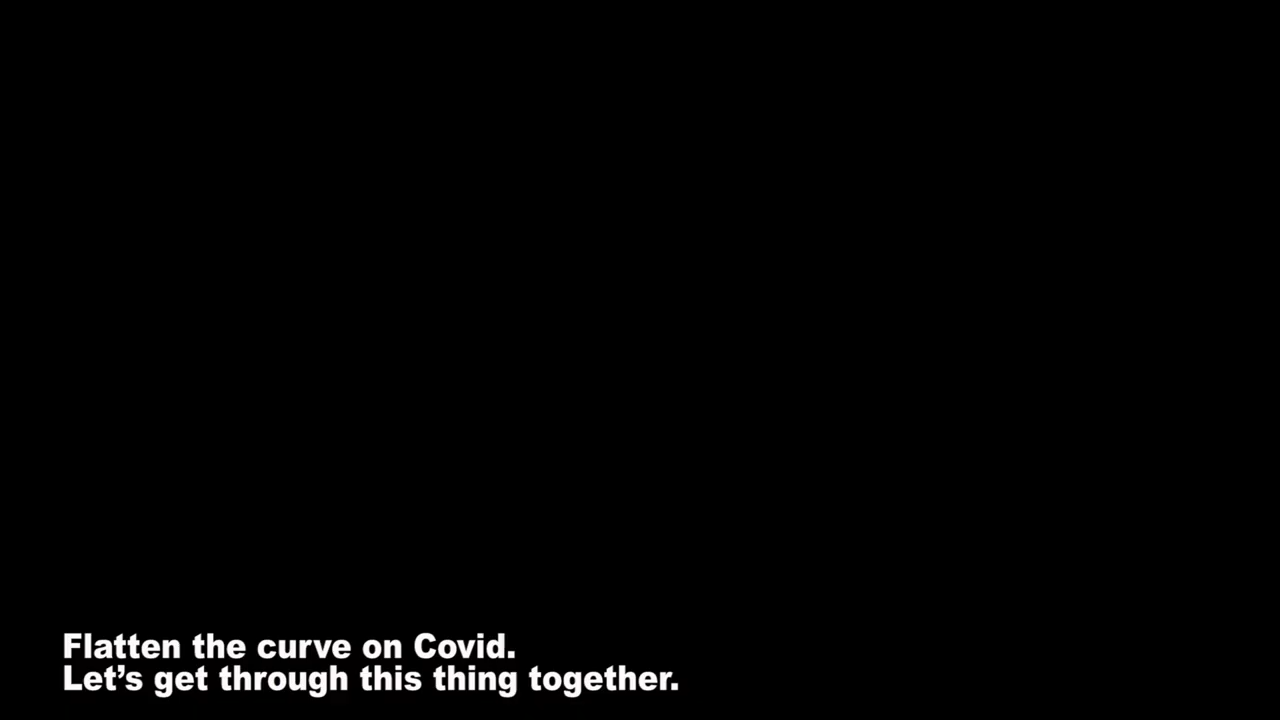 Flatten the curve on Covid.
Let’s get through this thing together.